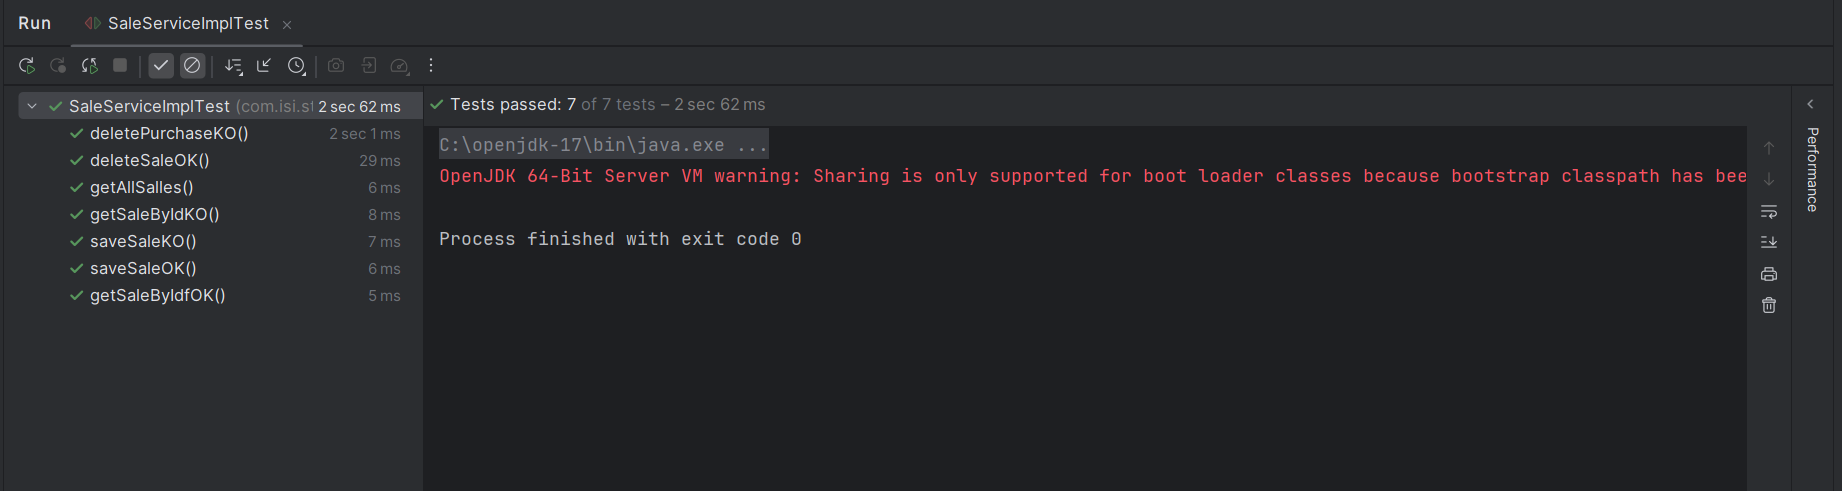 Run SaleServiceImplTest
SaleServiceImplTest (com.isi.st 2 sec 62 ms
deletePurchaseKO() 2 sec 1 ms
deleteSaleOK() 29 ms
getAllSalles() 6 ms
getSaleByIdKO() 8 ms
saveSaleKO() 7 ms
saveSaleOK() 6 ms
getSaleByIdfOK() 5 ms
Tests passed: 7 of 7 tests – 2 sec 62 ms
C:\openjdk-17\bin\java.exe ...
OpenJDK 64-Bit Server VM warning: Sharing is only supported for boot loader classes because bootstrap classpath has bee
Process finished with exit code 0
Performance